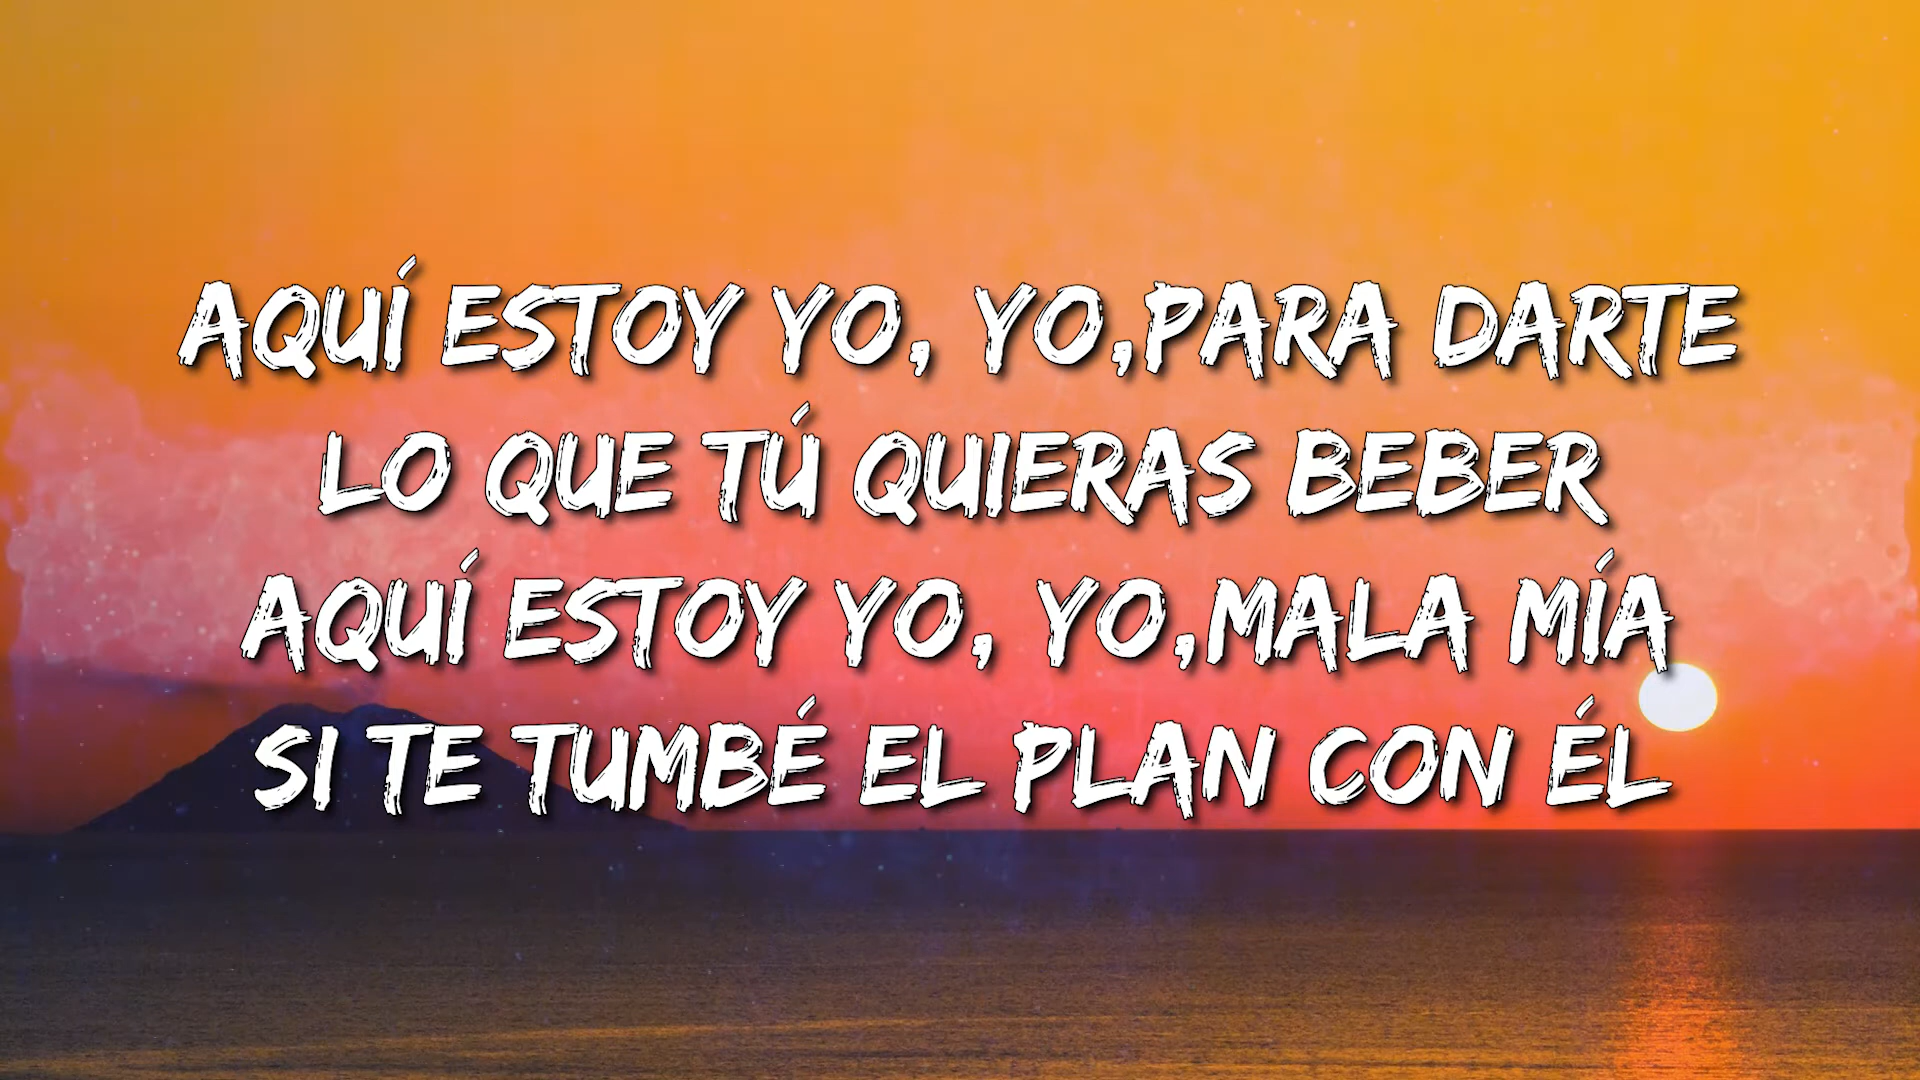 AQUÍ ESTOY YO, YO,PARA DARTE
LO QUE TÚ QUIERAS BEBER
AQUÍ ESTOY YO, YO,MALA MÍA
SI TE TUMBÉ EL PLAN CON ÉL